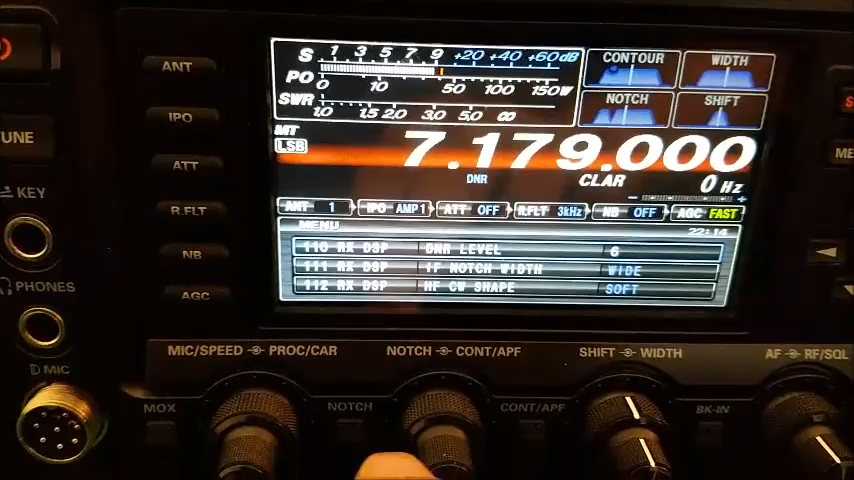 S 1 3 5 7 9 +20 +40 +60 dB
PO 0 10 50 100 150 W
SWR 1.0 1.5 2.0 3.0 5.0 ∞
CONTOUR WIDTH
NOTCH SHIFT
MT
LSB 7.179.000
DNR CLAR 0 Hz
ANT 1 IPO AMP1 ATT OFF R.FLT 3kHz NB OFF AGC FAST
MENU 22:14
110 RX DSP DNR LEVEL 6
111 RX DSP IF NOTCH WIDTH WIDE
112 RX DSP HF CW SHAPE SOFT
ANT
IPO
TUNE
ATT
KEY
R.FLT
NB
PHONES
AGC
MIC/SPEED PROC/CAR NOTCH CONT/APF SHIFT WIDTH AF RF/SQL
MIC
MOX NOTCH CONT/APF BK-IN